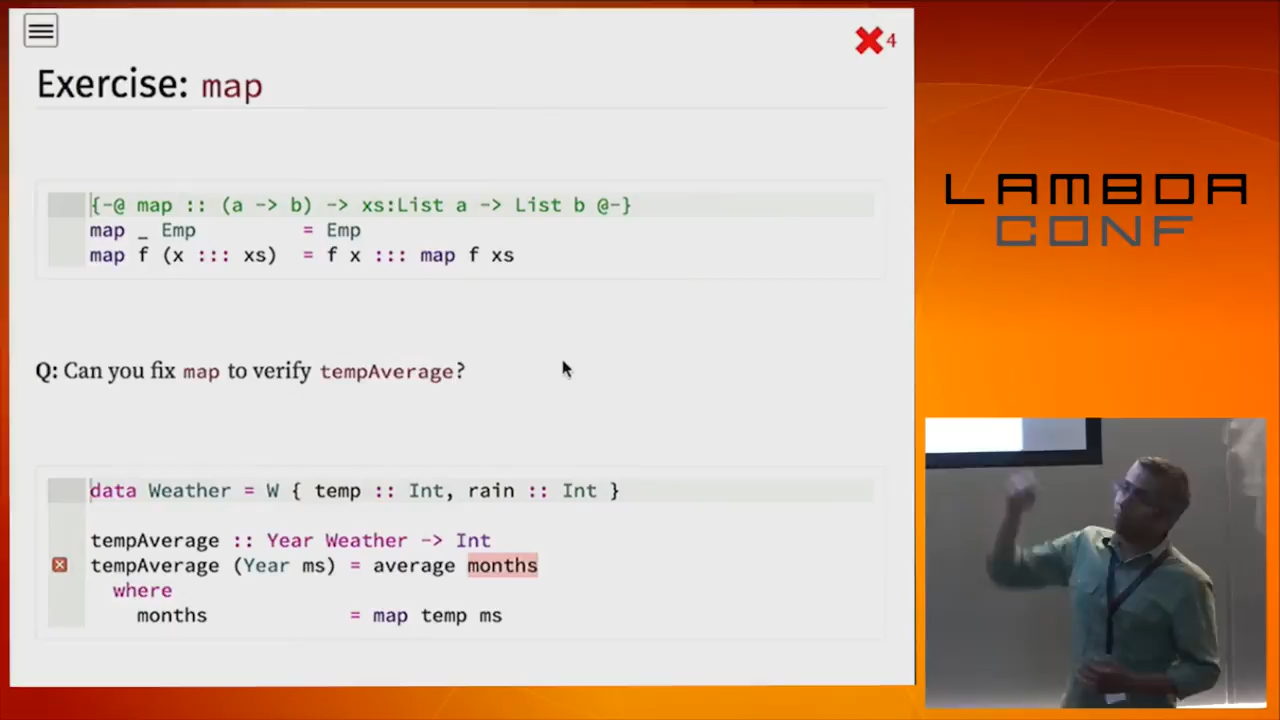 4
Exercise: map
{-@ map :: (a -> b) -> xs:List a -> List b @-}
map _ Emp = Emp
map f (x ::: xs) = f x ::: map f xs
Q: Can you fix map to verify tempAverage?
data Weather = W { temp :: Int, rain :: Int }
tempAverage :: Year Weather -> Int
tempAverage (Year ms) = average months
where
months = map temp ms
LAMBDA
CONF